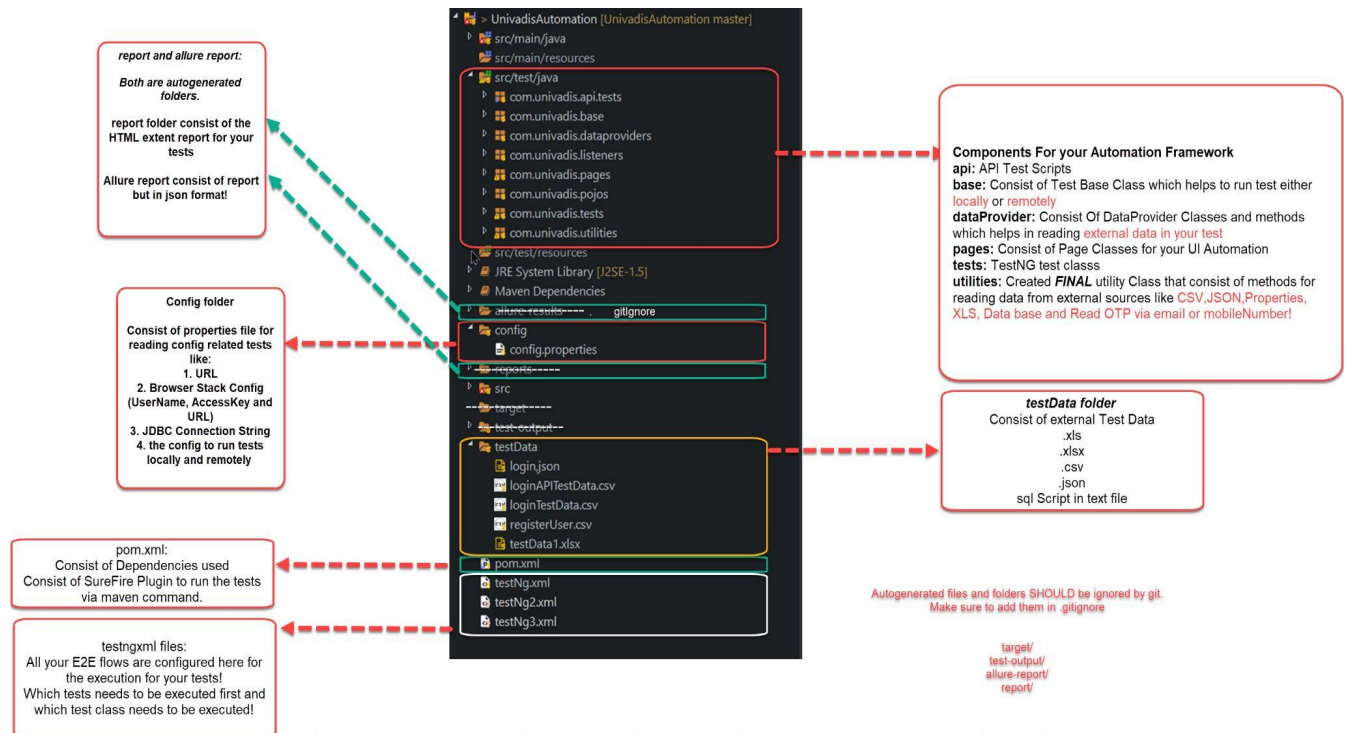 report and allure report:
Both are autogenerated
folders.
report folder consist of the
HTML extent report for your
tests
Allure report consist of report
but in json format!
Config folder
Consist of properties file for
reading config related tests
like:
1. URL
2. Browser Stack Config
(UserName, AccessKey and
URL)
3. JDBC Connection String
4. the config to run tests
locally and remotely
pom.xml:
Consist of Dependencies used
Consist of SureFire Plugin to run the tests
via maven command.
testngxml files:
All your E2E flows are configured here for
the execution for your tests!
Which tests needs to be executed first and
which test class needs to be executed!
> UnivadisAutomation [UnivadisAutomation master]
src/main/java
src/main/resources
src/test/java
com.univadis.api.tests
com.univadis.base
com.univadis.dataproviders
com.univadis.listeners
com.univadis.pages
com.univadis.pojos
com.univadis.tests
com.univadis.utilities
src/test/resources
JRE System Library [J2SE-1.5]
Maven Dependencies
allure-results . gitIgnore
config
config.properties
reports
src
target
test-output
testData
login.json
loginAPITestData.csv
loginTestData.csv
registerUser.csv
testData1.xlsx
pom.xml
testNg.xml
testNg2.xml
testNg3.xml
Components For your Automation Framework
api: API Test Scripts
base: Consist of Test Base Class which helps to run test either
locally or remotely
dataProvider: Consist Of DataProvider Classes and methods
which helps in reading external data in your test
pages: Consist of Page Classes for your UI Automation
tests: TestNG test classs
utilities: Created FINAL utility Class that consist of methods for
reading data from external sources like CSV,JSON,Properties,
XLS, Data base and Read OTP via email or mobileNumber!
testData folder
Consist of external Test Data
.xls
.xlsx
.csv
.json
sql Script in text file
Autogenerated files and folders SHOULD be ignored by git.
Make sure to add them in .gitignore
target/
test-output/
allure-report/
report/